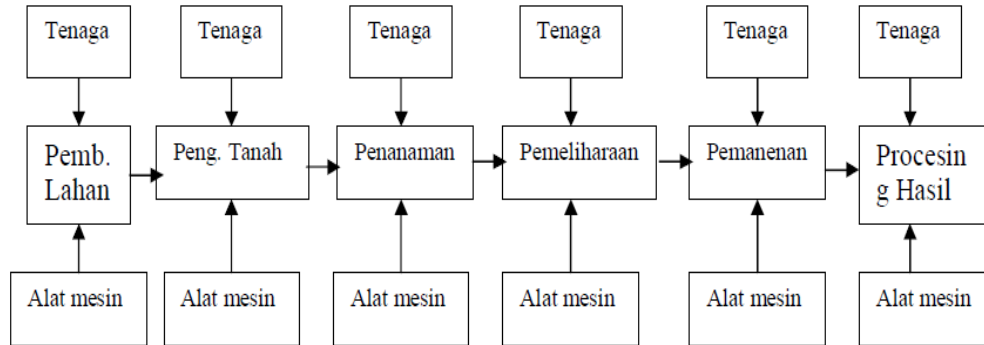 Tenaga
Tenaga
Tenaga
Tenaga
Tenaga
Tenaga
Pemb.
Lahan
Peng. Tanah
Penanaman
Pemeliharaan
Pemanenan
Procesin
g Hasil
Alat mesin
Alat mesin
Alat mesin
Alat mesin
Alat mesin
Alat mesin